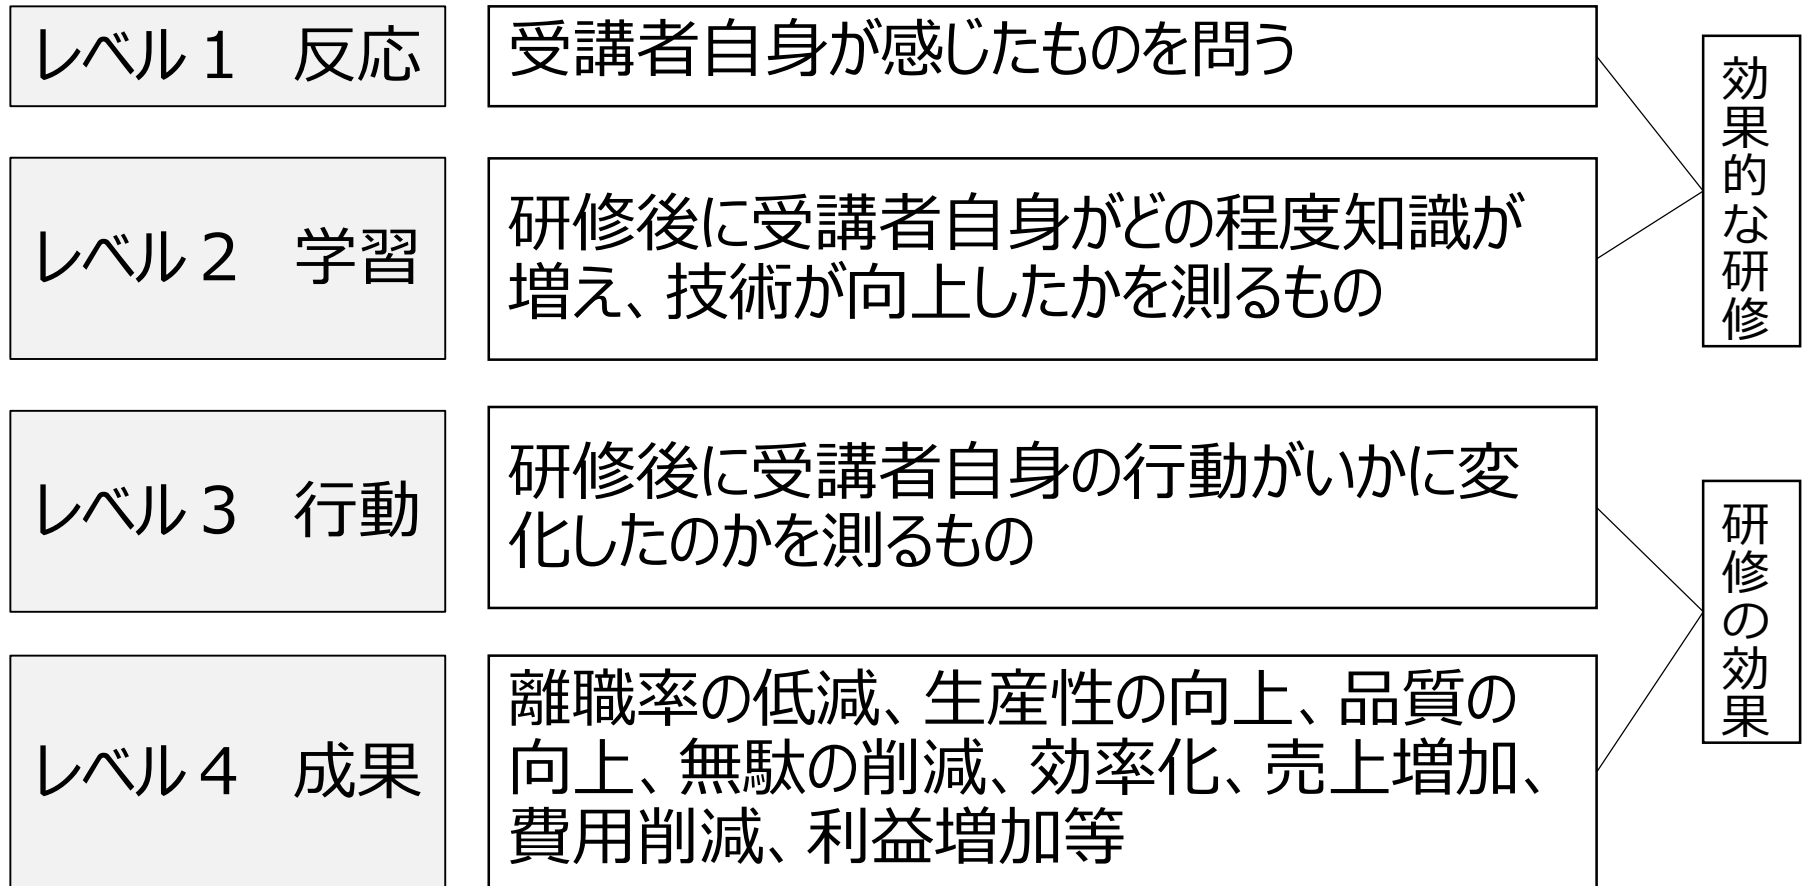 レベル１　反応
受講者自身が感じたものを問う
レベル２　学習
研修後に受講者自身がどの程度知識が
増え、技術が向上したかを測るもの
効果的な研修
レベル３　行動
研修後に受講者自身の行動がいかに変
化したのかを測るもの
レベル４　成果
離職率の低減、生産性の向上、品質の
向上、無駄の削減、効率化、売上増加、
費用削減、利益増加等
研修の効果